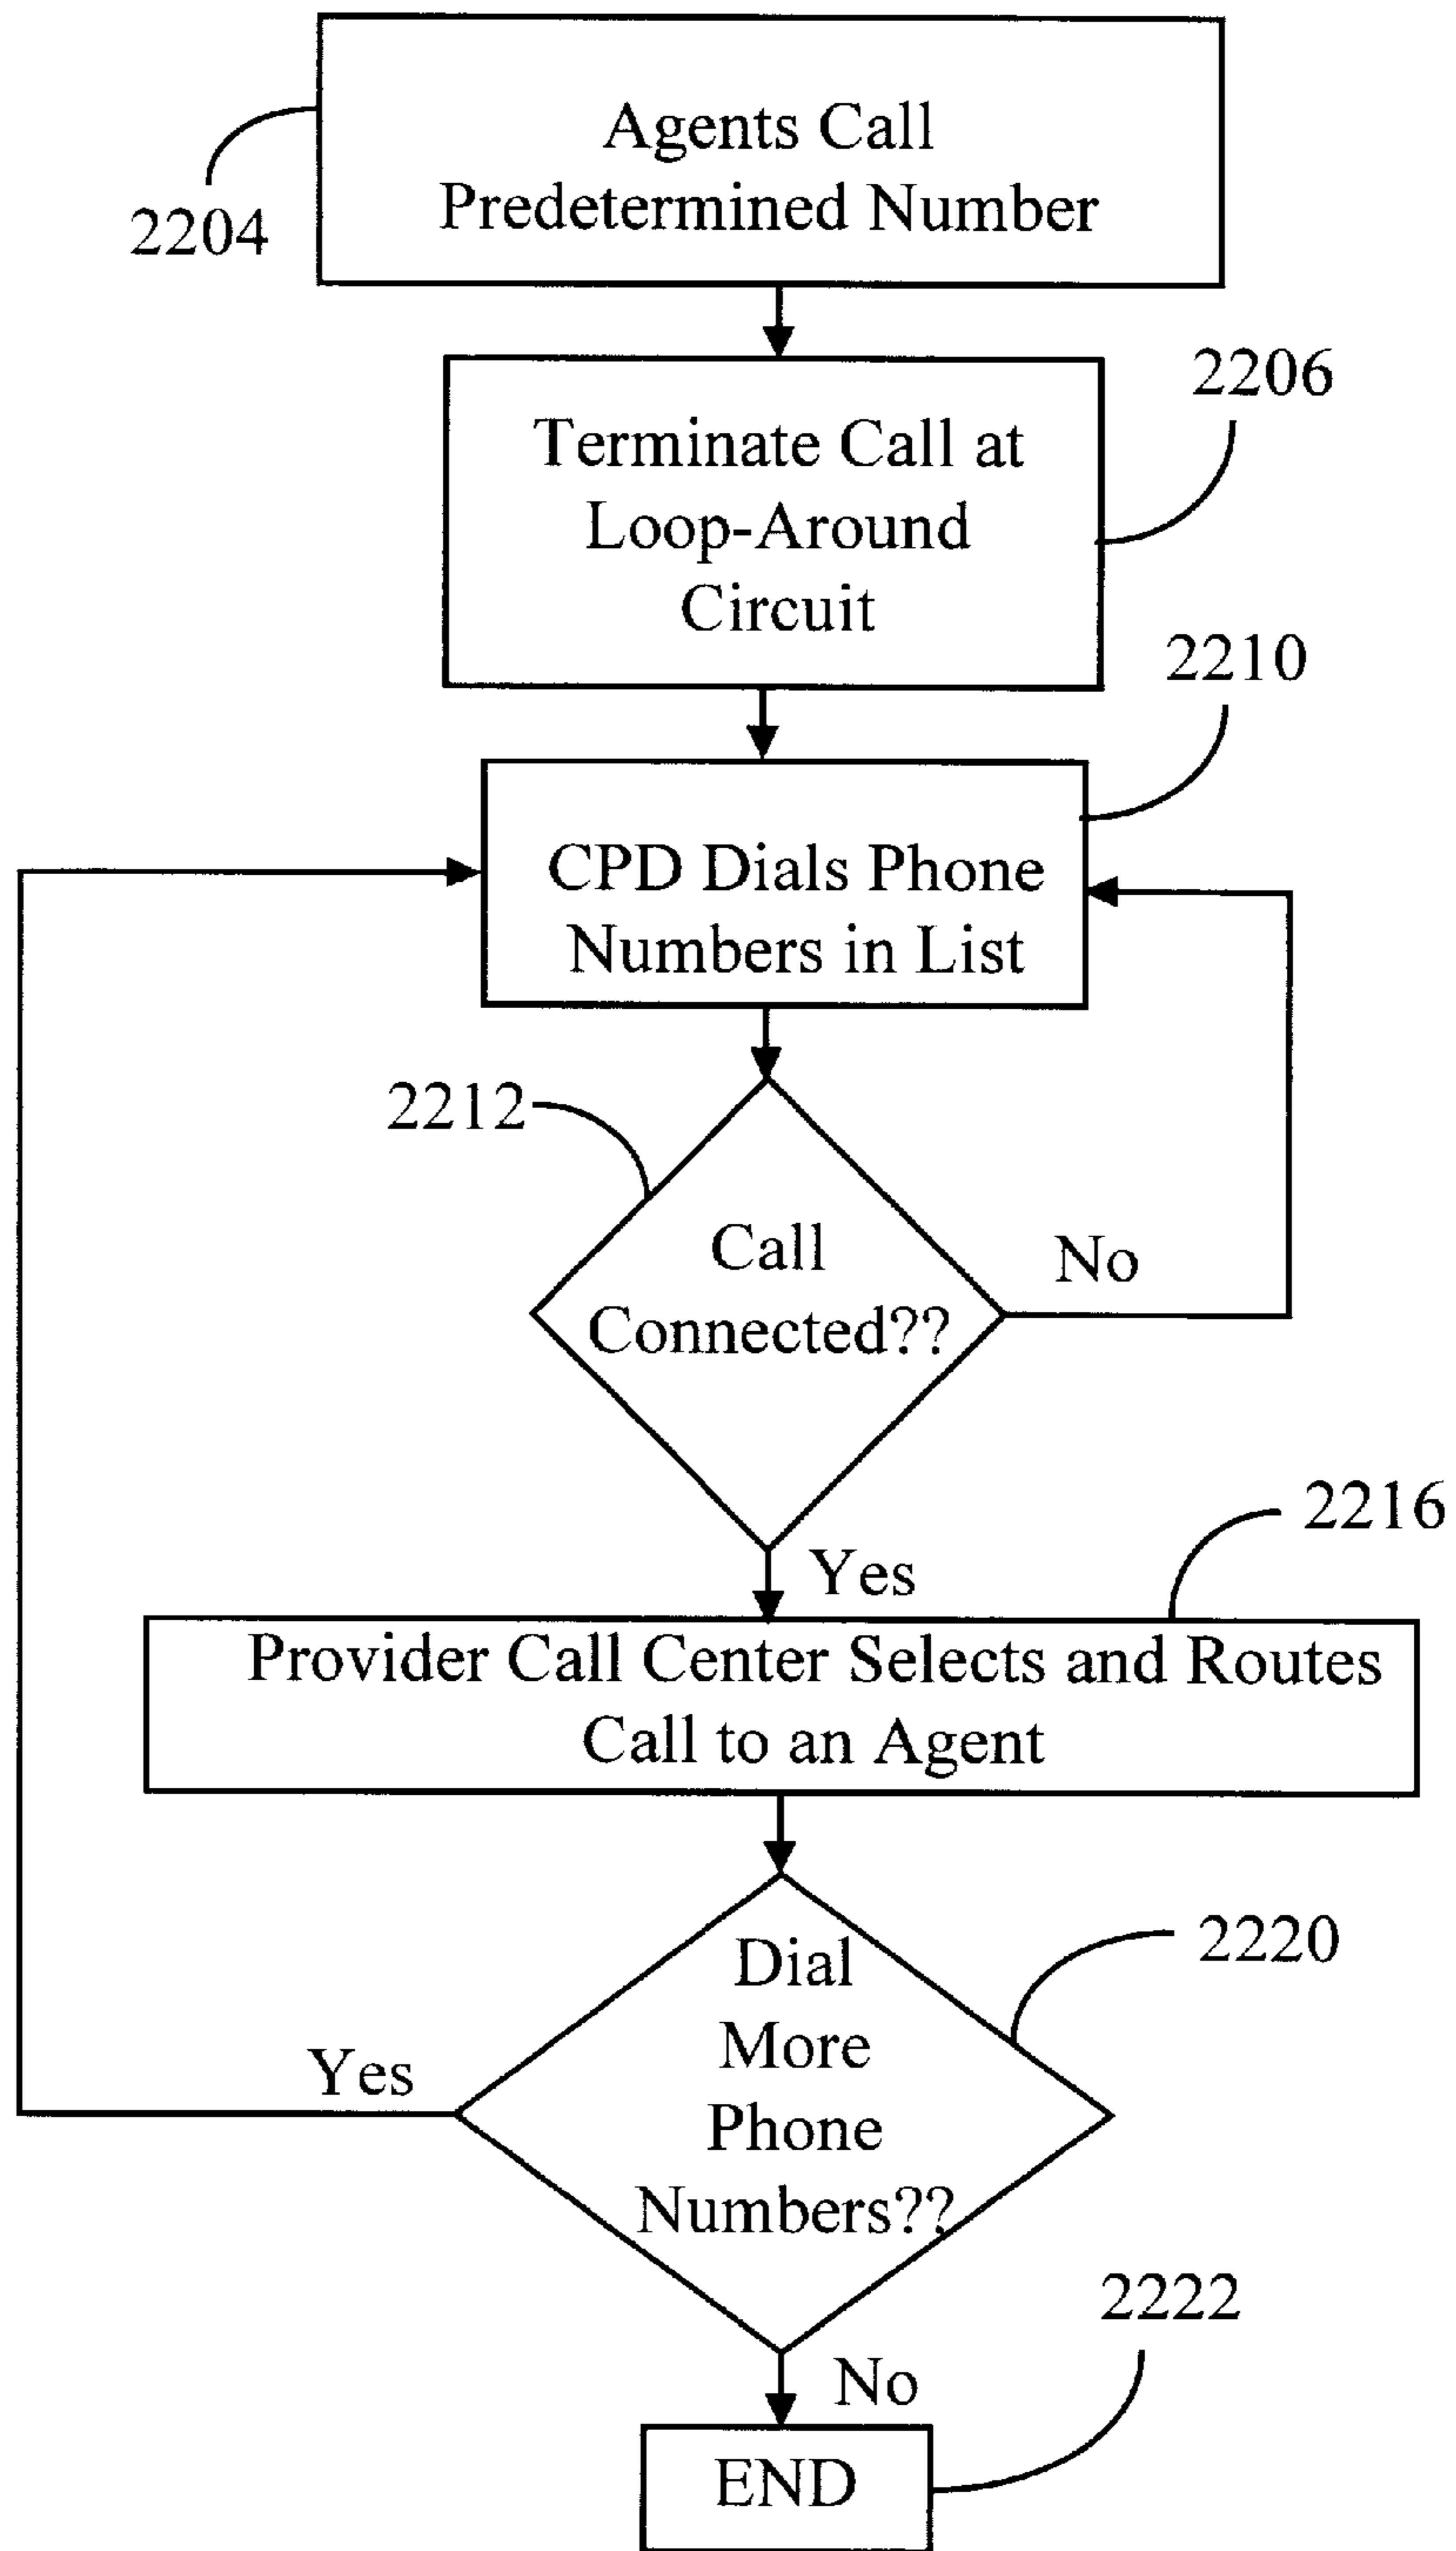 Agents Call
Predetermined Number
2204
2206
Terminate Call at
Loop-Around
Circuit
2210
CPD Dials Phone
Numbers in List
2212
Call
Connected??
No
2216
Yes
Provider Call Center Selects and Routes
Call to an Agent
2220
Dial
More
Phone
Numbers??
Yes
2222
No
END